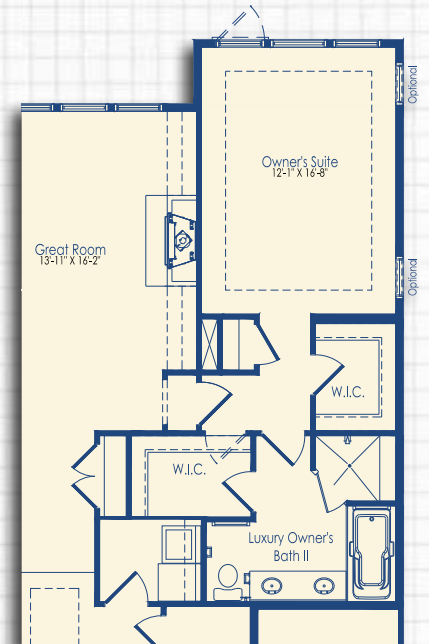 Optional
Owner's Suite
12'-1" X 16'-8"
Great Room
13'-11" X 16'-2"
Optional
W.I.C.
W.I.C.
Luxury Owner's
Bath II